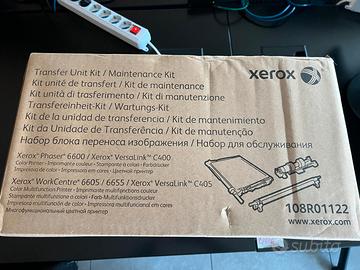 Transfer Unit Kit / Maintenance Kit
Kit unité de transfert / Kit de maintenance
Kit unità di trasferimento / Kit di manutenzione
Transfereinheit-Kit / Wartungs-Kit
Kit de la unidad de transferencia / Kit de mantenimiento
Kit da Unidade de Transferência / Kit de manutenção
Набор блока переноса изображения / Набор для обслуживания
xerox
Xerox® Phaser® 6600 / Xerox® VersaLink™ C400
Color Printer · Imprimante couleur · Stampante a colori · Farbdrucker
Impresora de color · Impressora em cores · Цветной принтер
Xerox® WorkCentre® 6605 / 6655 / Xerox® VersaLink™ C405
Color Multifunction Printer · Imprimante multifonctions couleur
Stampante multifunzione a colori · Farb-Multifunktionsdrucker
Impresora multifunción de color · Impressora multifuncional em cores
Многофункциональный цветной принтер
108R01122
www.xerox.com
subito